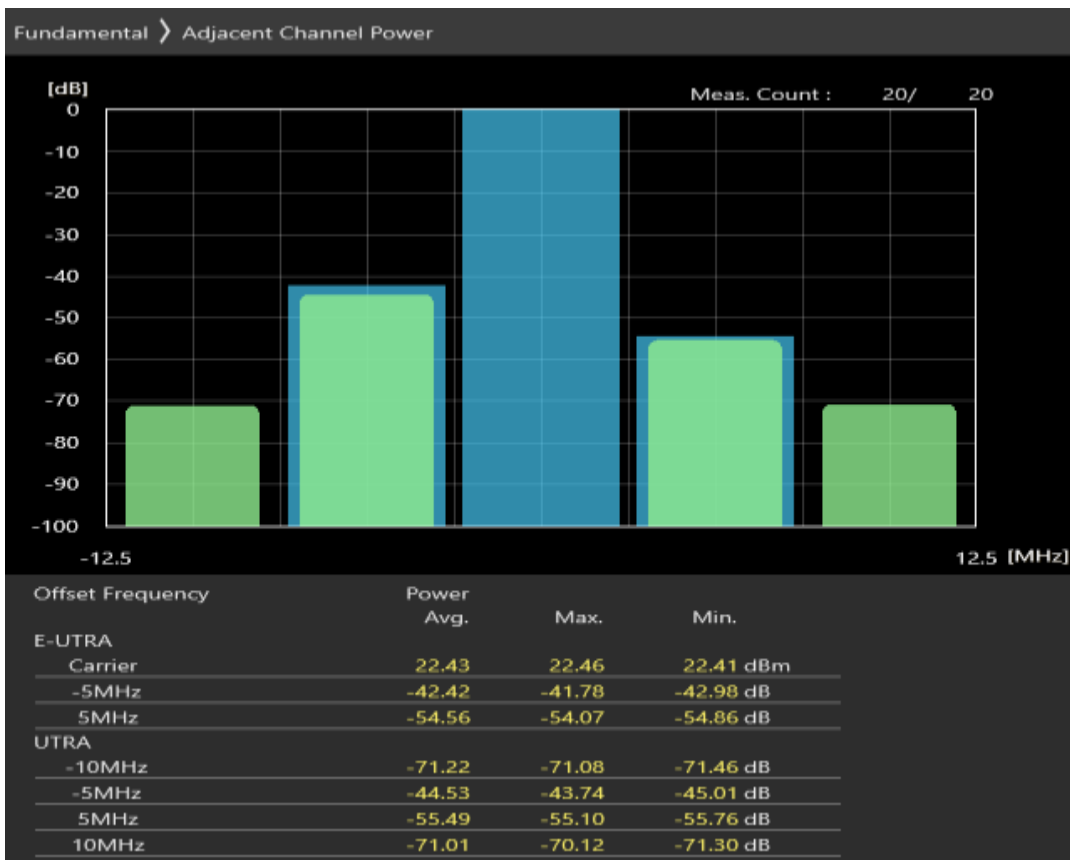 Fundamental 〉 Adjacent Channel Power
[dB]
Meas. Count : 20/ 20
0
-10
-20
-30
-40
-50
-60
-70
-80
-90
-100
-12.5 12.5 [MHz]
Offset Frequency Power
Avg. Max. Min.
E-UTRA
Carrier 22.43 22.46 22.41 dBm
-5MHz -42.42 -41.78 -42.98 dB
5MHz -54.56 -54.07 -54.86 dB
UTRA
-10MHz -71.22 -71.08 -71.46 dB
-5MHz -44.53 -43.74 -45.01 dB
5MHz -55.49 -55.10 -55.76 dB
10MHz -71.01 -70.12 -71.30 dB